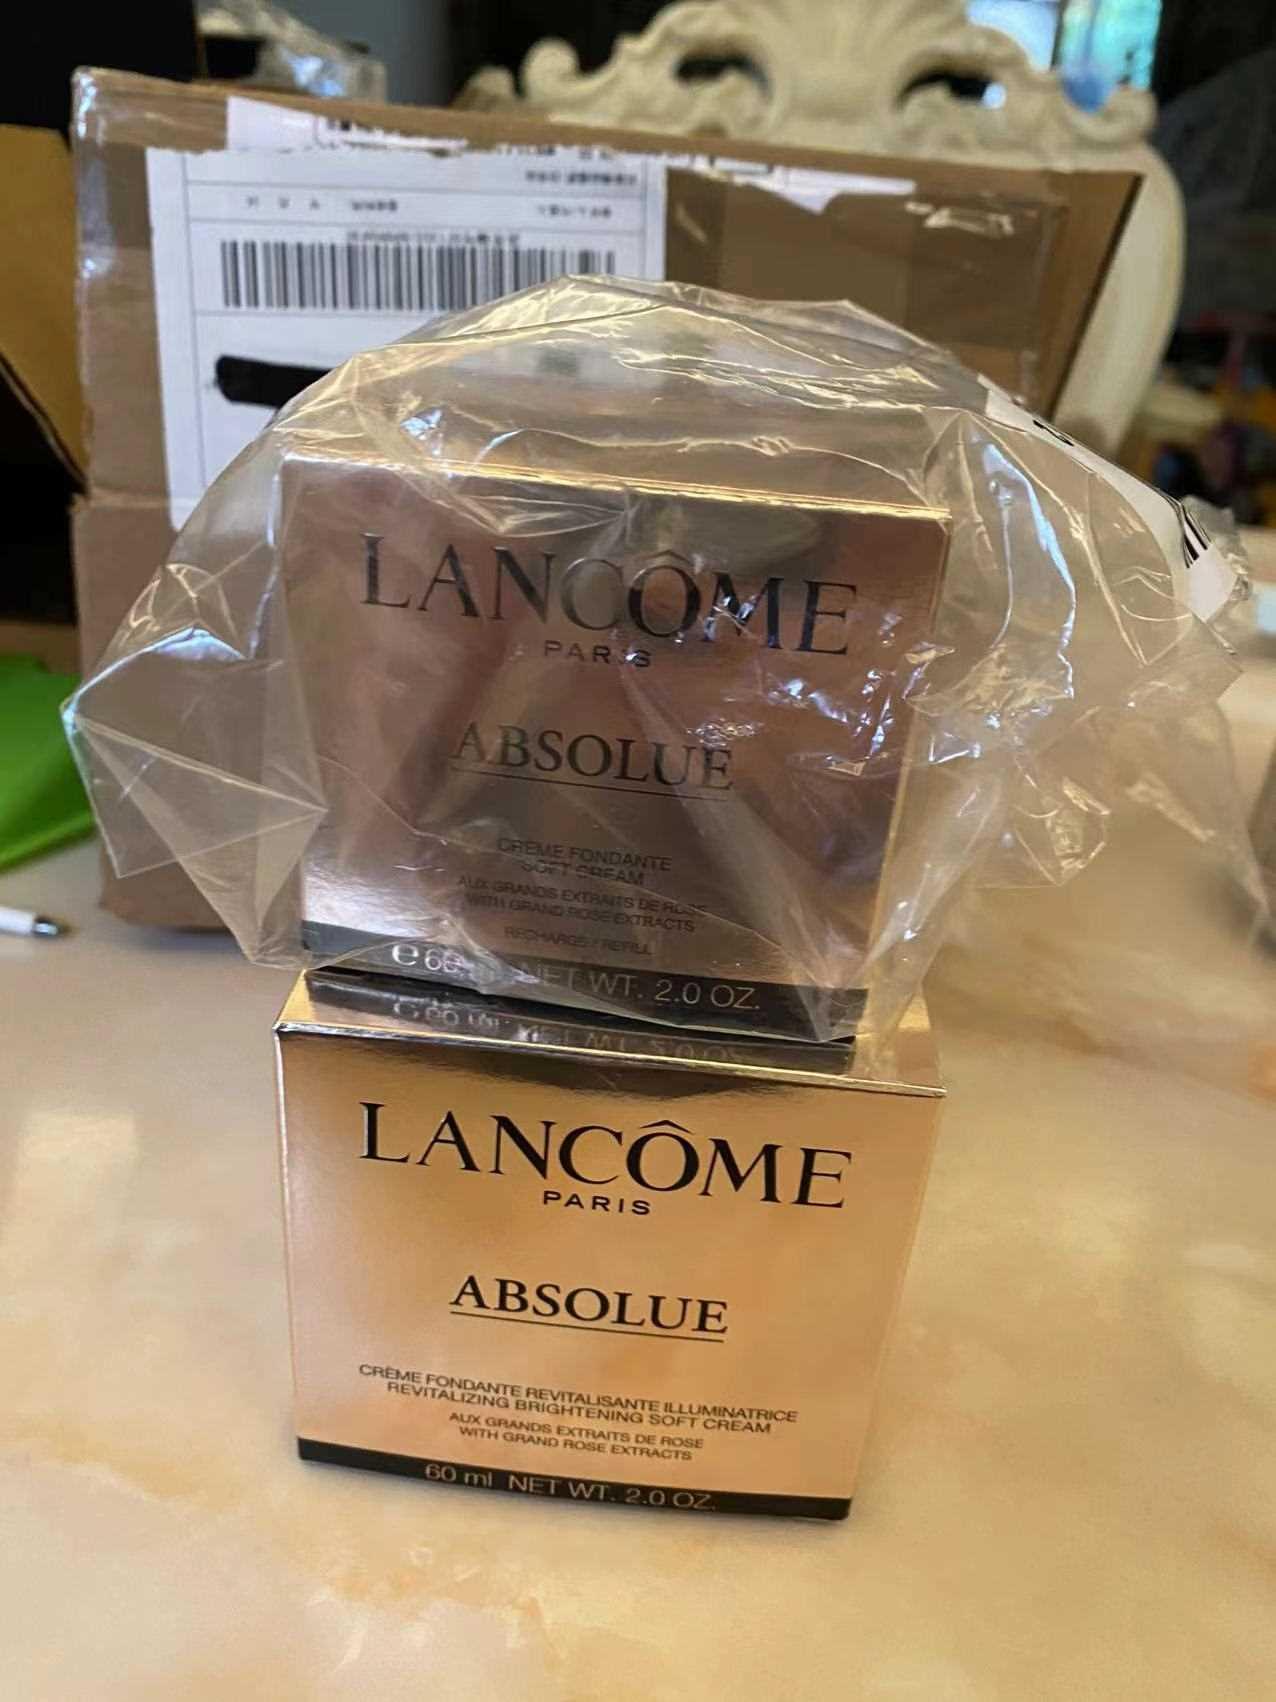 LANCÔME
PARIS
ABSOLUE
CRÈME FONDANTE
SOFT CREAM
AUX GRANDS EXTRAITS DE ROSE
WITH GRAND ROSE EXTRACTS
RECHARGE / REFILL
NET WT. 2.0 OZ.
LANCÔME
PARIS
ABSOLUE
CRÈME FONDANTE REVITALISANTE ILLUMINATRICE
REVITALIZING BRIGHTENING SOFT CREAM
AUX GRANDS EXTRAITS DE ROSE
WITH GRAND ROSE EXTRACTS
60 ml NET WT. 2.0 OZ.